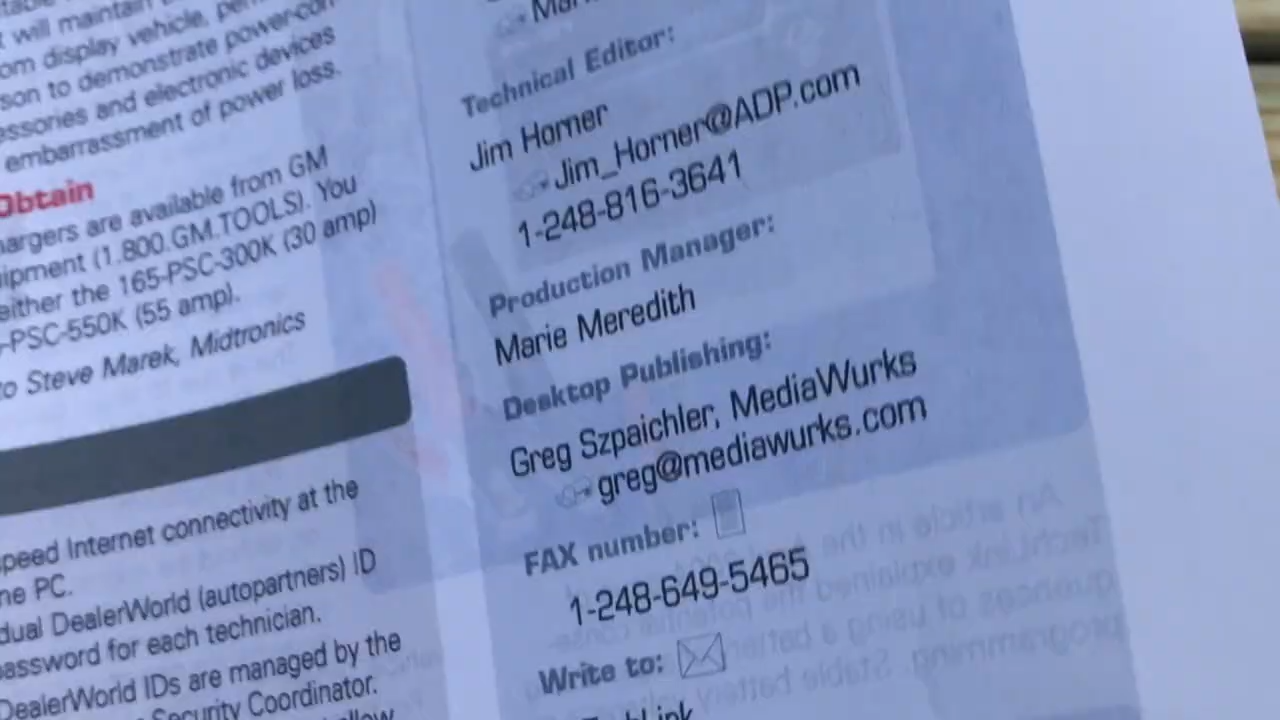 t will maintain
om display vehicle,
son to demonstrate power-con
essories and electronic devices
embarrassment of power loss.
Obtain
hargers are available from GM
ipment (1.800.GM.TOOLS). You
either the 165-PSC-300K (30 amp)
-PSC-550K (55 amp).
to Steve Marek, Midtronics
peed Internet connectivity at the
ne PC.
dual DealerWorld (autopartners) ID
password for each technician.
DealerWorld IDs are managed by the
Security Coordinator.
Technical Editor:
Jim Horner
Jim_Horner@ADP.com
1-248-816-3641
Production Manager:
Marie Meredith
Desktop Publishing:
Greg Szpaichler, MediaWurks
greg@mediawurks.com
FAX number:
1-248-649-5465
Write to: